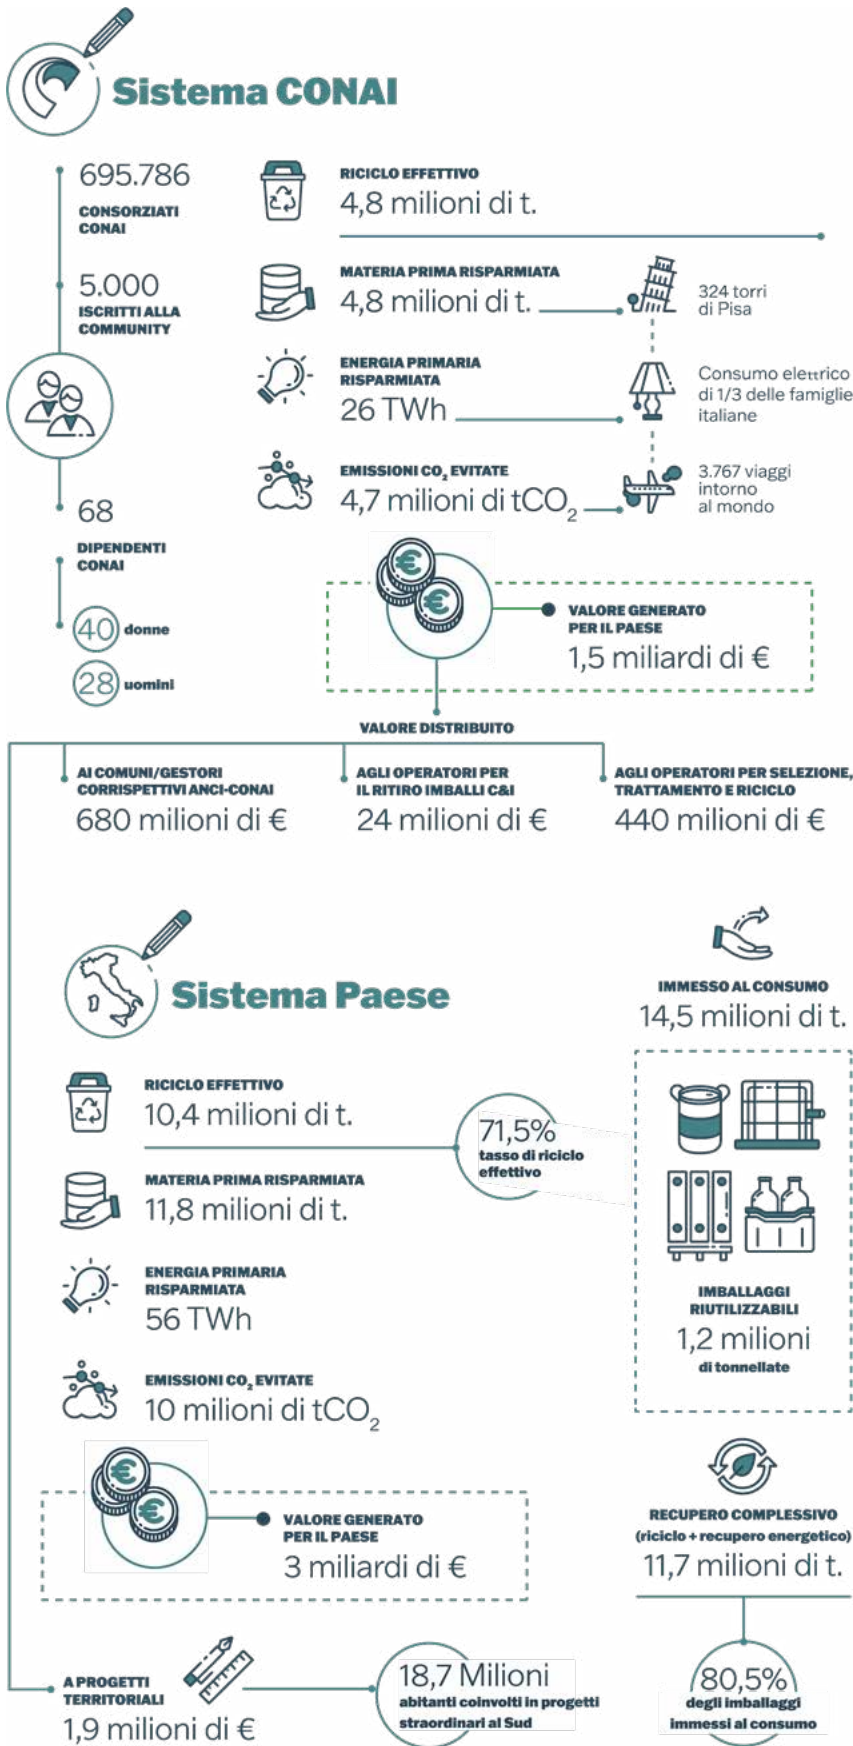 Sistema CONAI
695.786
CONSORZIATI
CONAI
5.000
ISCRITTI ALLA
COMMUNITY
68
DIPENDENTI
CONAI
40 donne
28 uomini
RICICLO EFFETTIVO
4,8 milioni di t.
MATERIA PRIMA RISPARMIATA
4,8 milioni di t.
324 torri
di Pisa
ENERGIA PRIMARIA
RISPARMIATA
26 TWh
Consumo elettrico
di 1/3 delle famiglie
italiane
EMISSIONI CO2 EVITATE
4,7 milioni di tCO2
3.767 viaggi
intorno
al mondo
VALORE GENERATO
PER IL PAESE
1,5 miliardi di €
VALORE DISTRIBUITO
AI COMUNI/GESTORI
CORRISPETTIVI ANCI-CONAI
680 milioni di €
AGLI OPERATORI PER
IL RITIRO IMBALLI C&I
24 milioni di €
AGLI OPERATORI PER SELEZIONE,
TRATTAMENTO E RICICLO
440 milioni di €
Sistema Paese
IMMESSO AL CONSUMO
14,5 milioni di t.
RICICLO EFFETTIVO
10,4 milioni di t.
71,5%
tasso di riciclo
effettivo
MATERIA PRIMA RISPARMIATA
11,8 milioni di t.
ENERGIA PRIMARIA
RISPARMIATA
56 TWh
IMBALLAGGI
RIUTILIZZABILI
1,2 milioni
di tonnellate
EMISSIONI CO2 EVITATE
10 milioni di tCO2
VALORE GENERATO
PER IL PAESE
3 miliardi di €
RECUPERO COMPLESSIVO
(riciclo + recupero energetico)
11,7 milioni di t.
A PROGETTI
TERRITORIALI
1,9 milioni di €
18,7 Milioni
abitanti coinvolti in progetti
straordinari al Sud
80,5%
degli imballaggi
immessi al consumo